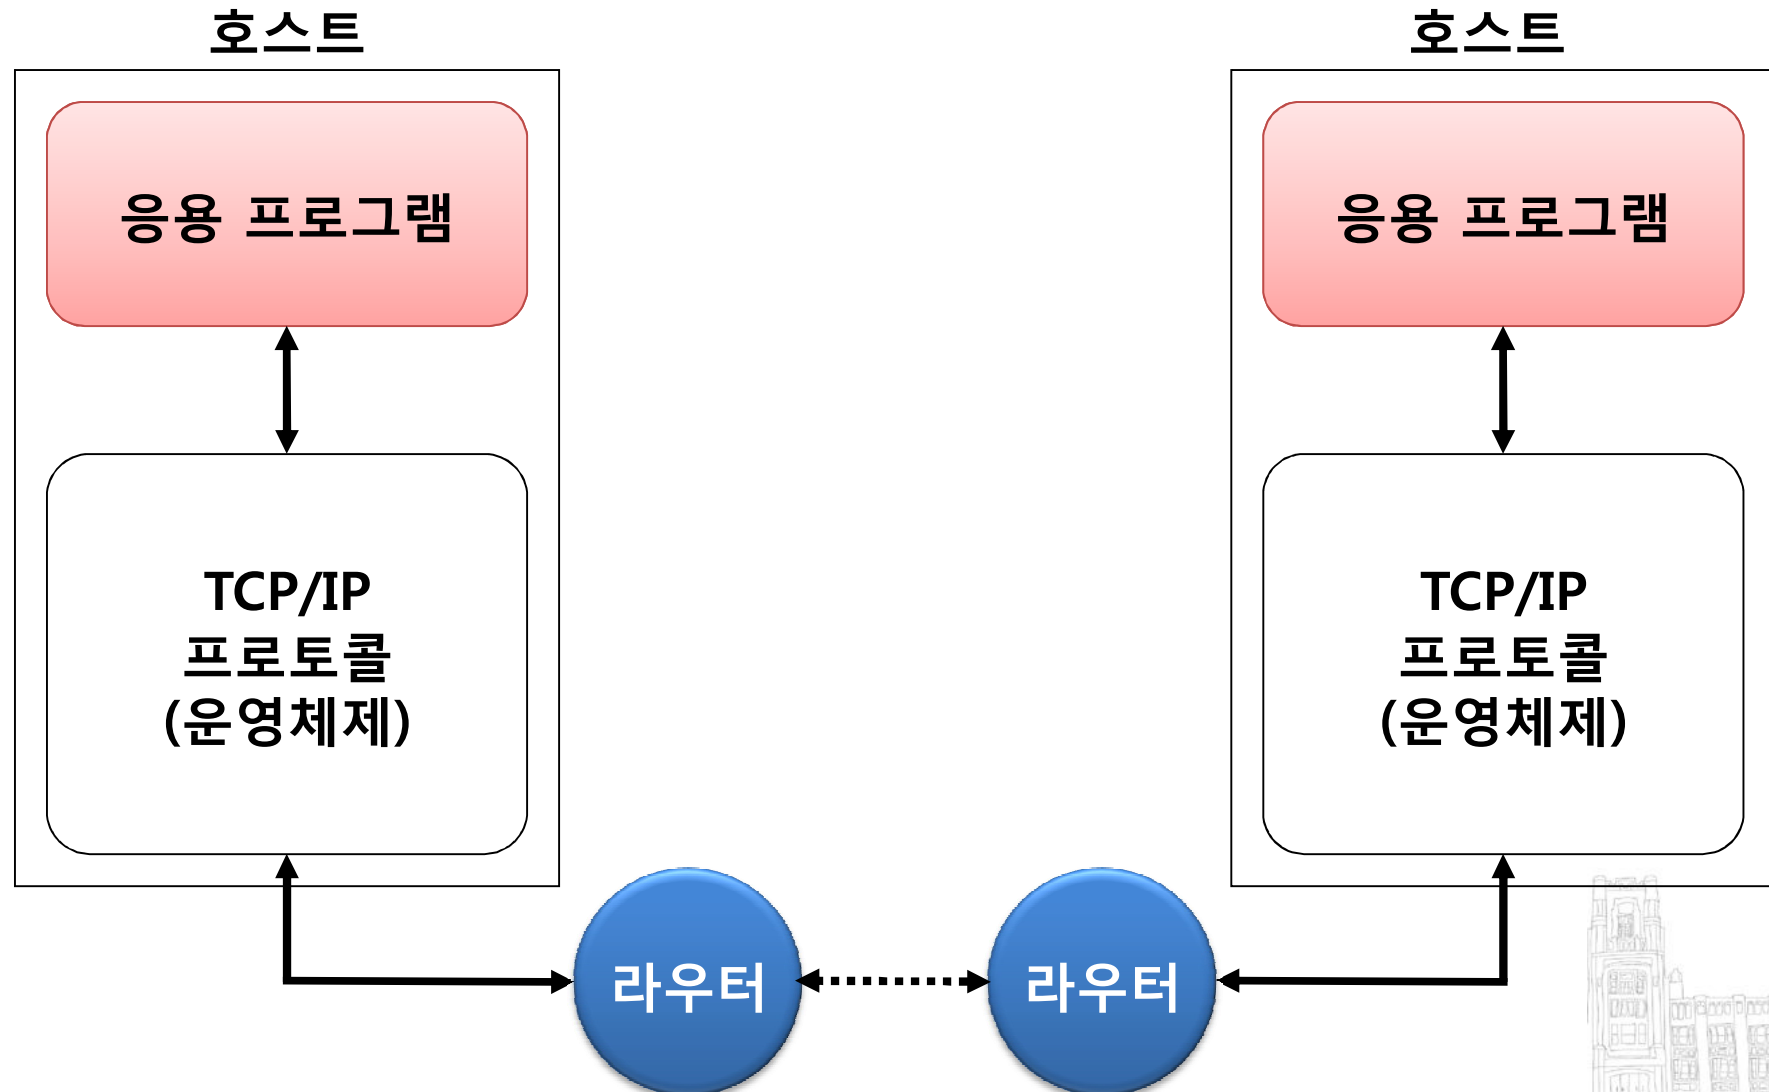 호스트
응용 프로그램
TCP/IP
프로토콜
(운영체제)
호스트
응용 프로그램
TCP/IP
프로토콜
(운영체제)
라우터
라우터